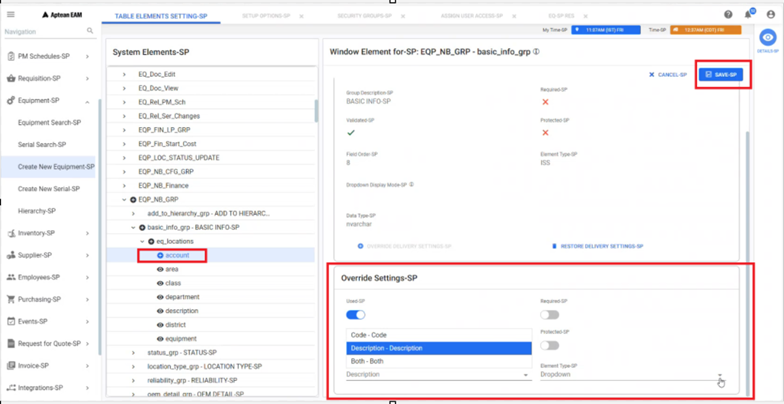 Aptean EAM
TABLE ELEMENTS SETTING-SP
SETUP OPTIONS-SP
SECURITY GROUPS-SP
ASSIGN USER ACCESS-SP
EQ-SP REG
Navigation
My Time-SP
11:07AM (IST) FRI
Time-SP
12:37AM (CDT) FRI
DETAILS-SP
PM Schedules-SP
Requisition-SP
Equipment-SP
Equipment Search-SP
Serial Search-SP
Create New Equipment-SP
Create New Serial-SP
Hierarchy-SP
Inventory-SP
Supplier-SP
Employees-SP
Purchasing-SP
Events-SP
Request for Quote-SP
Invoice-SP
Integrations-SP
System Elements-SP
EQ_Doc_Edit
EQ_Doc_View
EQ_Rel_PM_Sch
EQ_Rel_Ser_Changes
EQP_FIN_LP_GRP
EQP_Fin_Start_Cost
EQP_LOC_STATUS_UPDATE
EQP_NB_CFG_GRP
EQP_NB_Finance
EQP_NB_GRP
add_to_hierarchy_grp - ADD TO HIERARC...
basic_info_grp - BASIC INFO-SP
eq_locations
account
area
class
department
description
district
equipment
status_grp - STATUS-SP
location_type_grp - LOCATION TYPE-SP
reliability_grp - RELIABILITY-SP
oem_detail_grp - OEM DETAIL-SP
Window Element for-SP: EQP_NB_GRP - basic_info_grp
CANCEL-SP
SAVE-SP
Group Description-SP
BASIC INFO-SP
Required-SP
Validated-SP
Protected-SP
Field Order-SP
8
Element Type-SP
ISS
Dropdown Display Mode-SP
Data Type-SP
nvarchar
OVERRIDE DELIVERY SETTINGS-SP
RESTORE DELIVERY SETTINGS-SP
Override Settings-SP
Used-SP
Required-SP
Code - Code
Description - Description
Both - Both
Description
Protected-SP
Element Type-SP
Dropdown